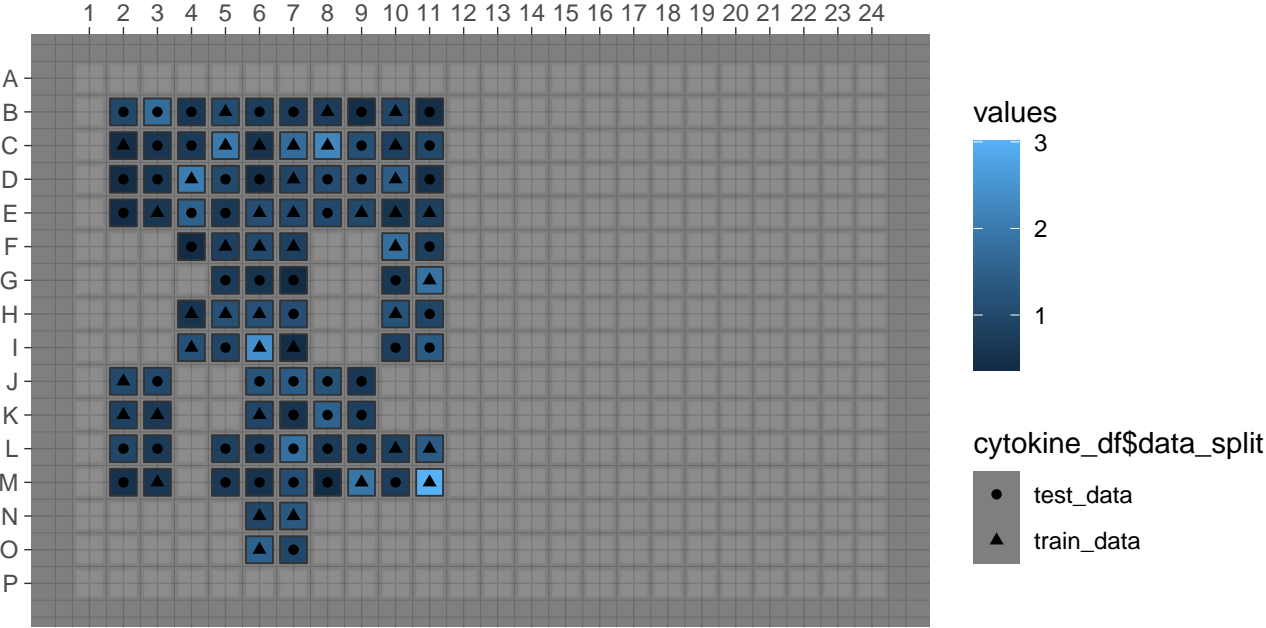 1 2 3 4 5 6 7 8 9 10 11 12 13 14 15 16 17 18 19 20 21 22 23 24
A
B
C
D
E
F
G
H
I
J
K
L
M
N
O
P
values
3
2
1
cytokine_df$data_split
test_data
train_data